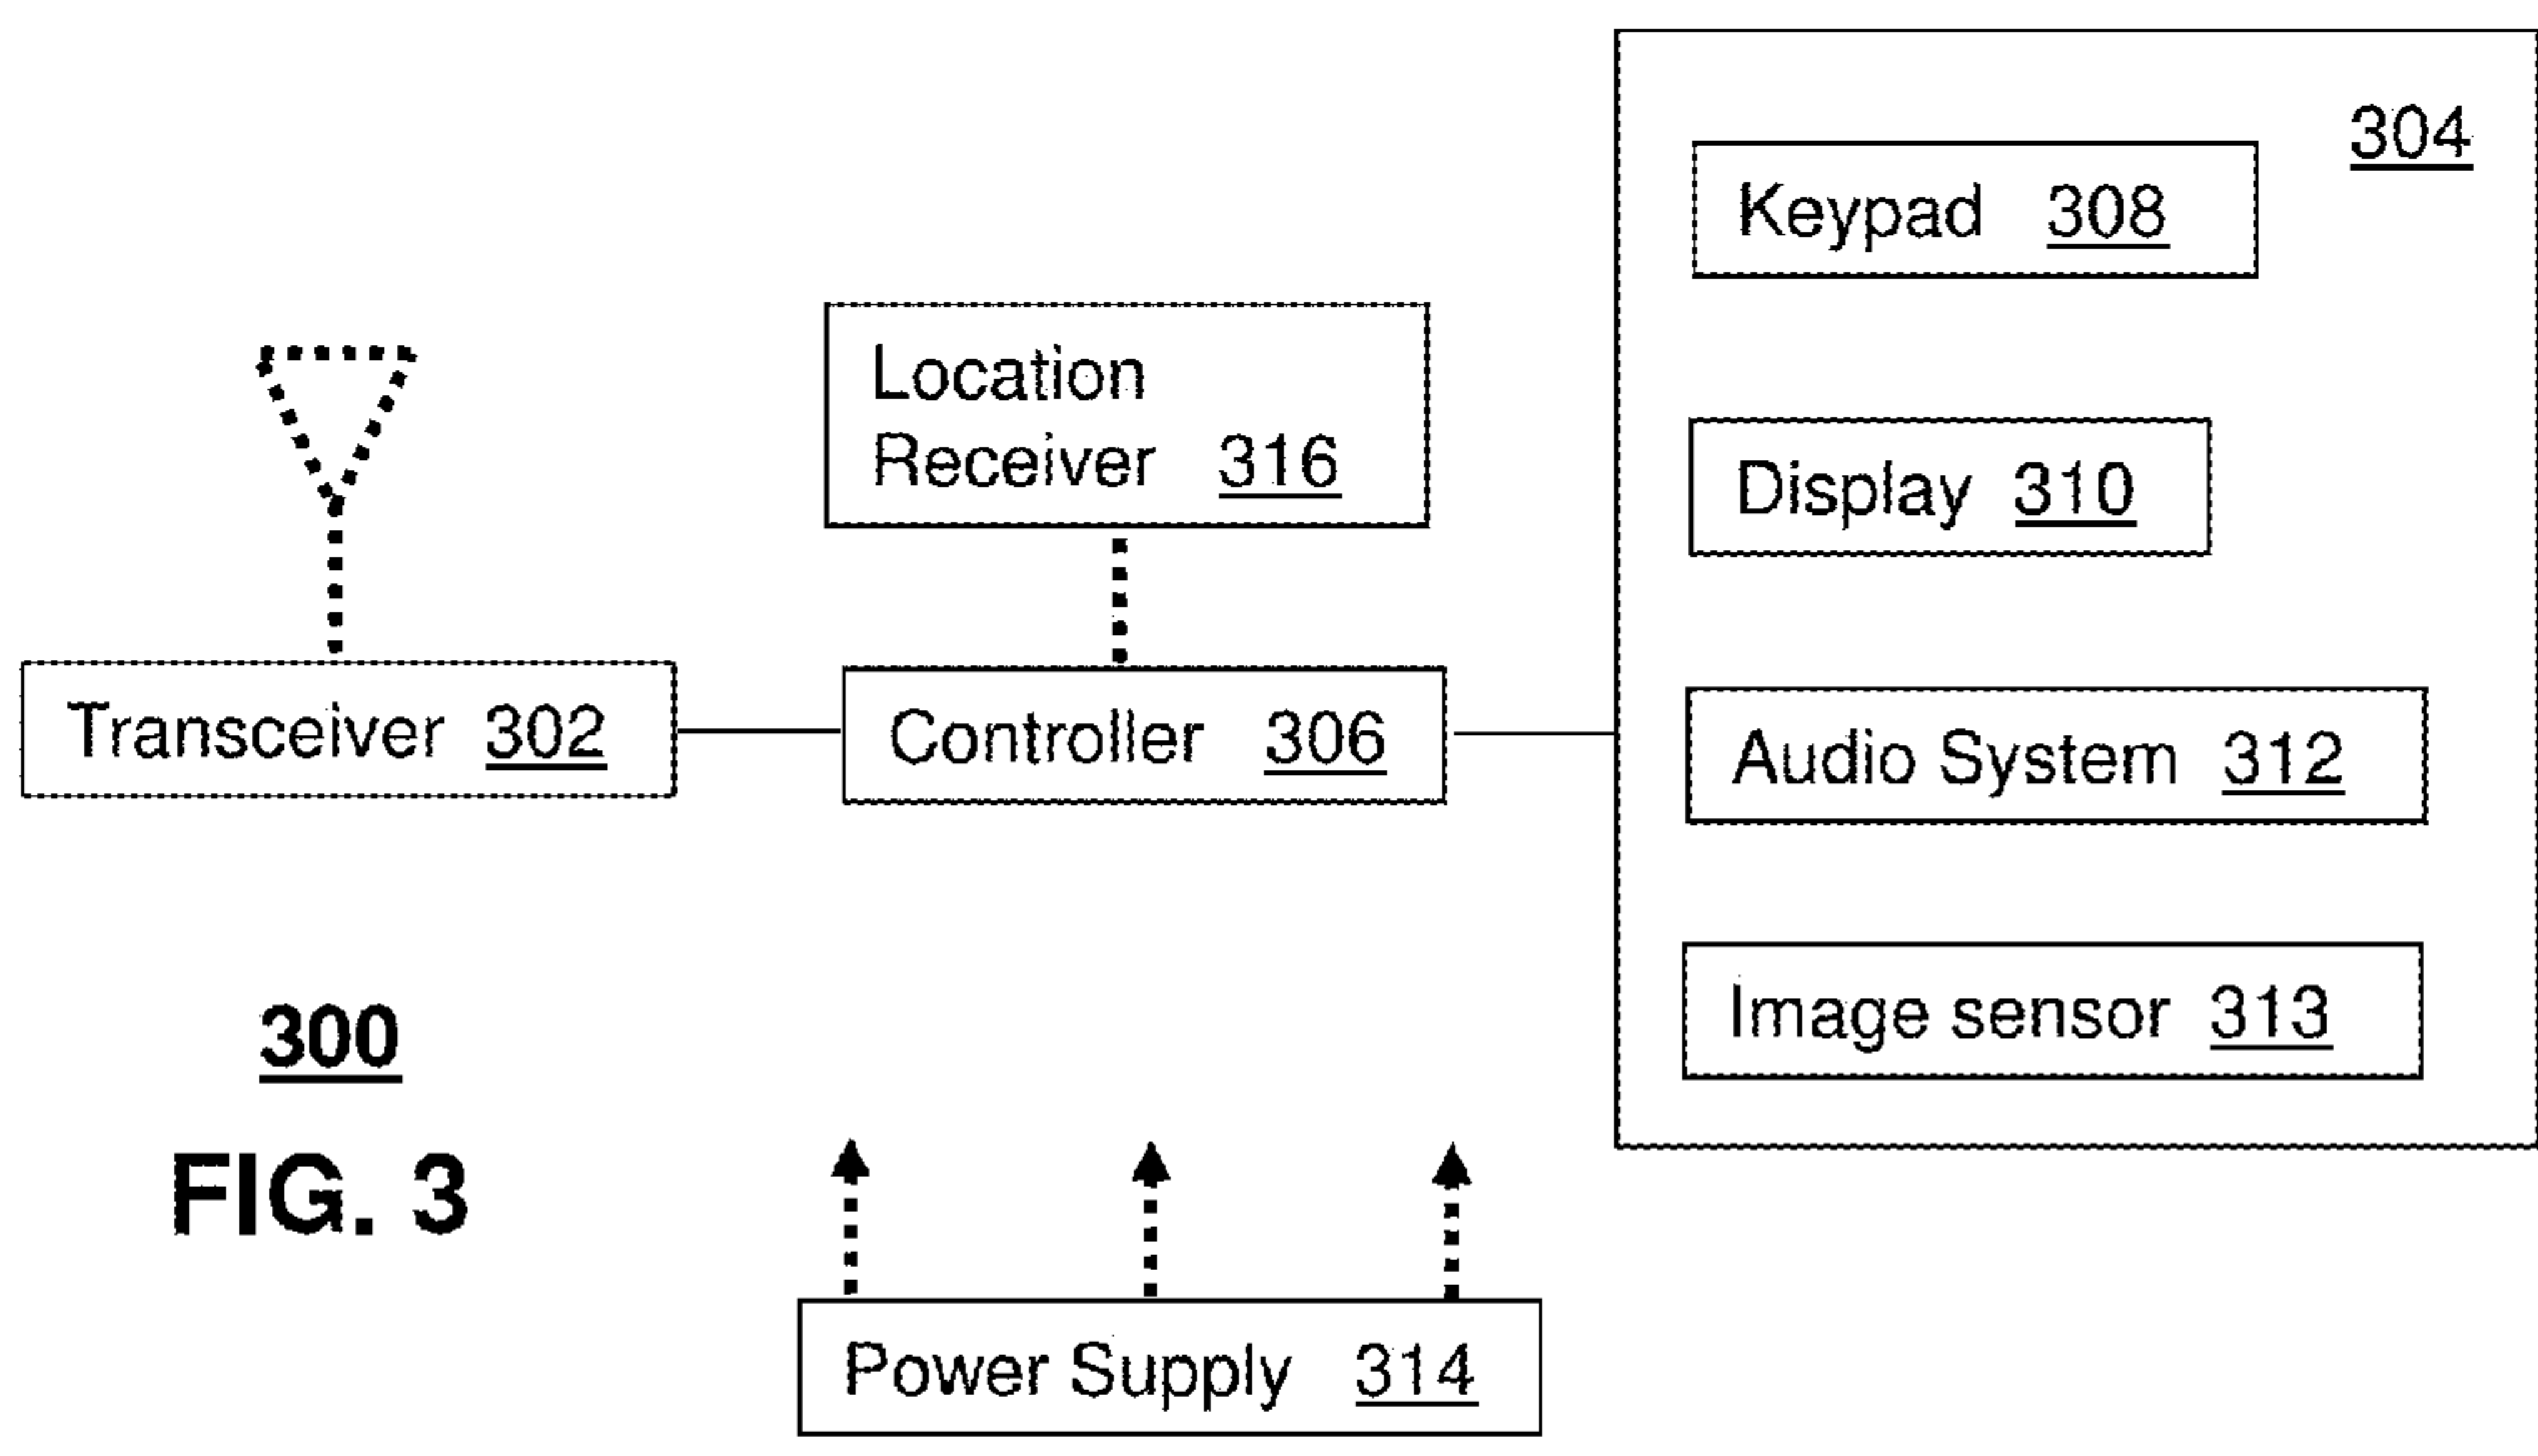 304
Keypad 308
Location
Receiver 316
Display 310
Transceiver 302
Controller 306
Audio System 312
Image sensor 313
300
FIG. 3
Power Supply 314